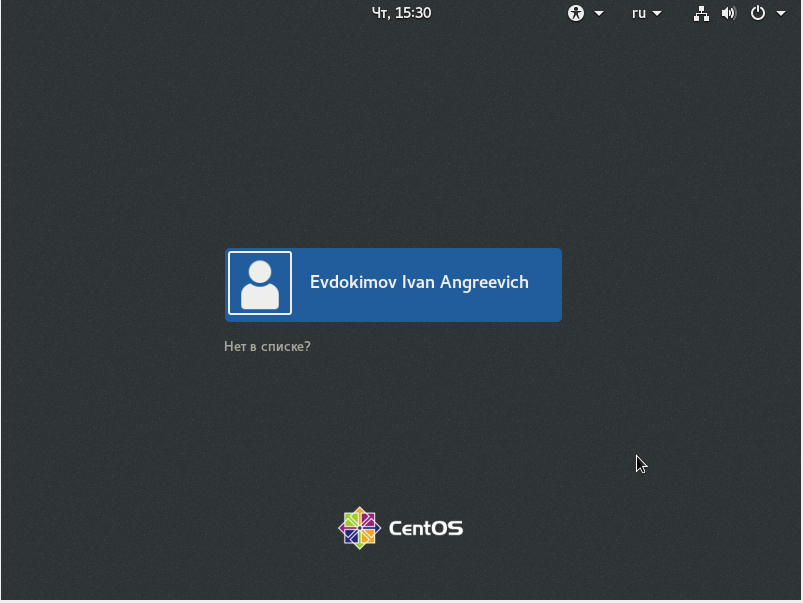 Чт, 15:30
ru
Evdokimov Ivan Angreevich
Нет в списке?
CentOS